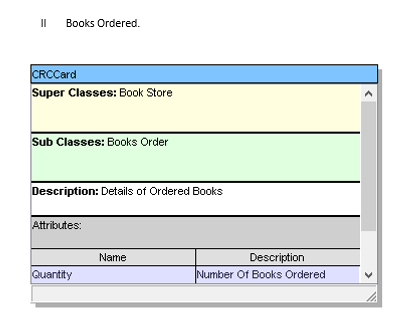 II Books Ordered.
CRCCard
Super Classes: Book Store
Sub Classes: Books Order
Description: Details of Ordered Books
Attributes:
Name Description
Quantity Number Of Books Ordered